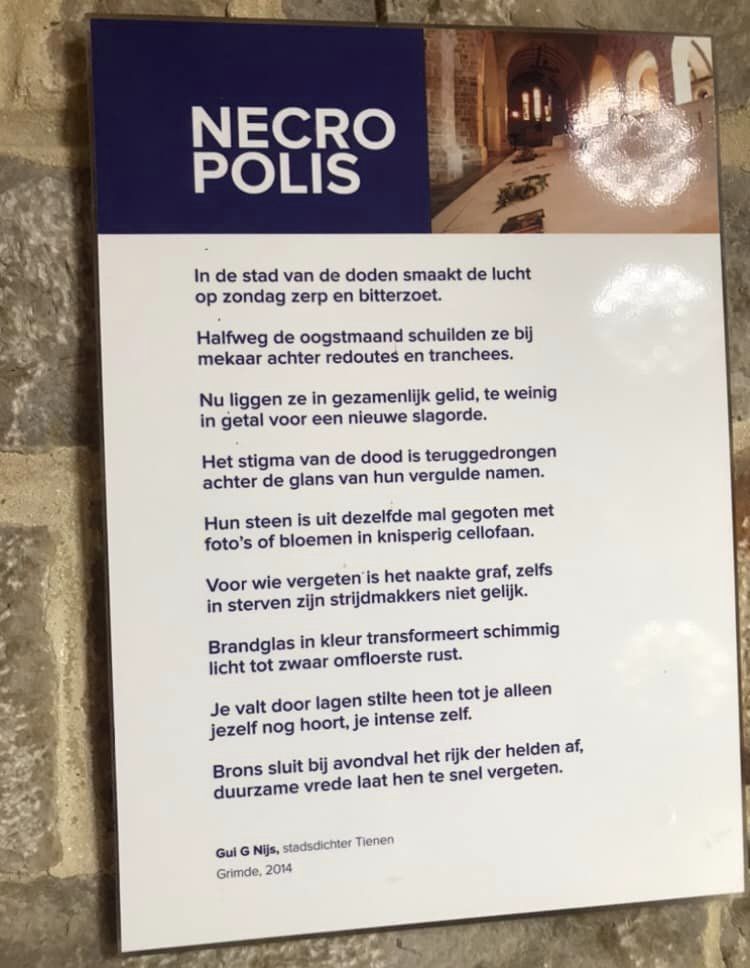 NECRO
POLIS
In de stad van de doden smaakt de lucht
op zondag zerp en bitterzoet.
Halfweg de oogstmaand schuilden ze bij
mekaar achter redoutes en tranchees.
Nu liggen ze in gezamenlijk gelid, te weinig
in getal voor een nieuwe slagorde.
Het stigma van de dood is teruggedrongen
achter de glans van hun vergulde namen.
Hun steen is uit dezelfde mal gegoten met
foto's of bloemen in knisperig cellofaan.
Voor wie vergeten is het naakte graf, zelfs
in sterven zijn strijdmakkers niet gelijk.
Brandglas in kleur transformeert schimmig
licht tot zwaar omfloerste rust.
Je valt door lagen stilte heen tot je alleen
jezelf nog hoort, je intense zelf.
Brons sluit bij avondval het rijk der helden af,
duurzame vrede laat hen te snel vergeten.
Gui G Nijs, stadsdichter Tienen
Grimde, 2014